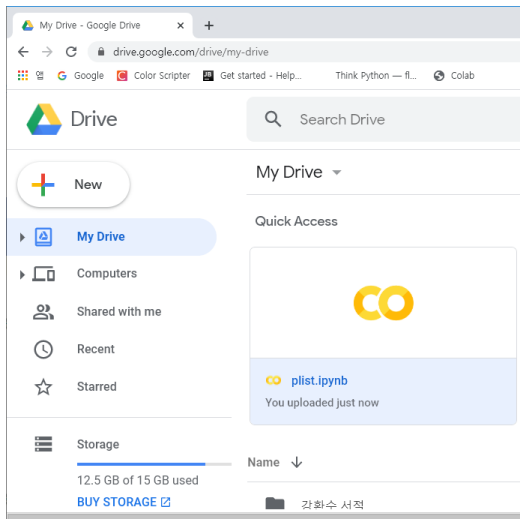 My Drive - Google Drive
drive.google.com/drive/my-drive
앱 Google Color Scripter Get started - Help... Think Python — fl... Colab
Drive Search Drive
New My Drive
Quick Access
My Drive
Computers
Shared with me
Recent
Starred
plist.ipynb
You uploaded just now
Storage
12.5 GB of 15 GB used
BUY STORAGE
Name
강화수 서적